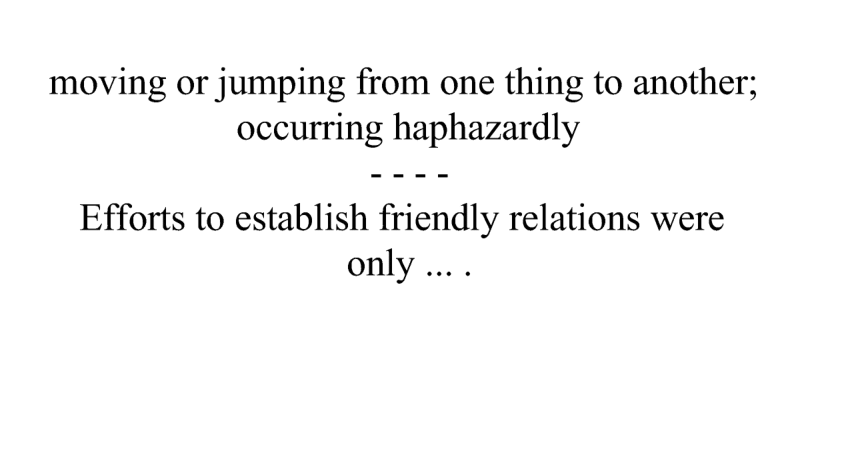 moving or jumping from one thing to another;
occurring haphazardly
- - - -
Efforts to establish friendly relations were
only ... .